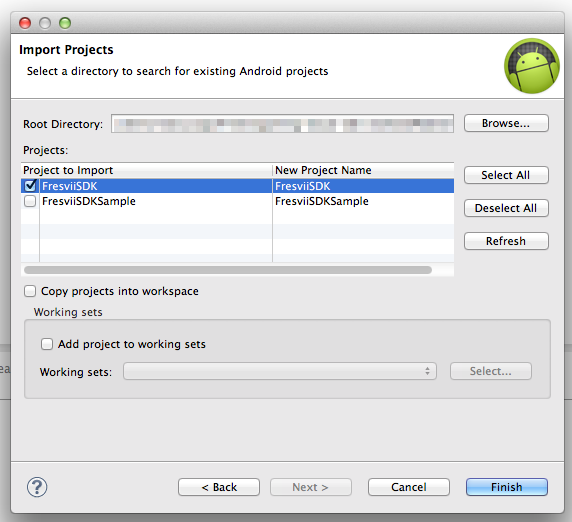 Import Projects
Select a directory to search for existing Android projects
Root Directory:
Browse...
Projects:
Project to Import New Project Name
FresviiSDK FresviiSDK
FresviiSDKSample FresviiSDKSample
Select All
Deselect All
Refresh
Copy projects into workspace
Working sets
Add project to working sets
Working sets:
Select...
ea
?
< Back
Next >
Cancel
Finish